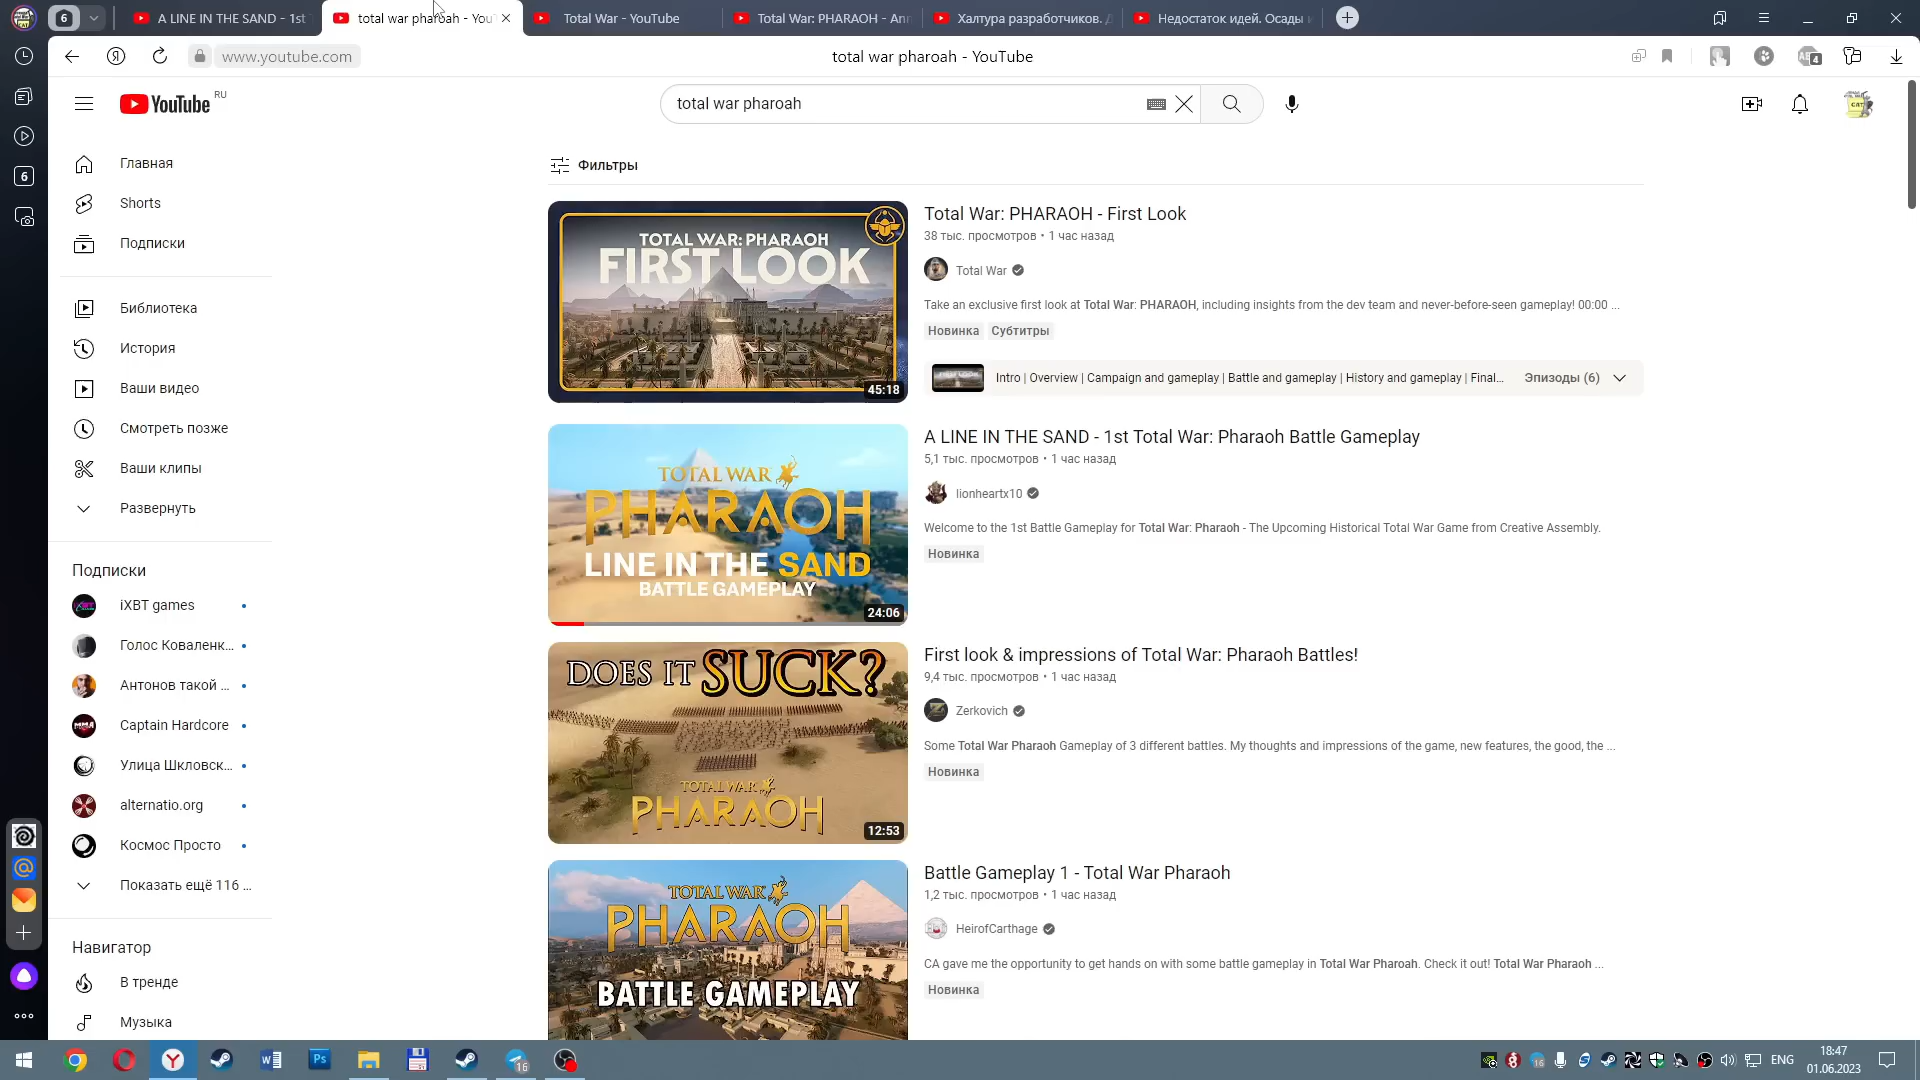 6
A LINE IN THE SAND - 1st
total war pharoah - You
Total War - YouTube
Total War: PHARAOH - Ann
Халтура разработчиков.
Недостаток идей. Осады
www.youtube.com
total war pharoah - YouTube
4
YouTube RU
total war pharoah
CAT
6
Фильтры
Главная
Shorts
Подписки
Библиотека
История
Ваши видео
Смотреть позже
Ваши клипы
Развернуть
Подписки
iXBT games
Голос Коваленк...
Антонов такой ...
Captain Hardcore
Улица Шкловск...
alternatio.org
Космос Просто
Показать ещё 116 ...
Навигатор
В тренде
Музыка
TOTAL WAR: PHARAOH
FIRST LOOK
45:18
Total War: PHARAOH - First Look
38 тыс. просмотров • 1 час назад
Total War
Take an exclusive first look at Total War: PHARAOH, including insights from the dev team and never-before-seen gameplay! 00:00 ...
Новинка Субтитры
Intro | Overview | Campaign and gameplay | Battle and gameplay | History and gameplay | Final... Эпизоды (6)
TOTAL WAR
PHARAOH
LINE IN THE SAND
BATTLE GAMEPLAY
24:06
A LINE IN THE SAND - 1st Total War: Pharaoh Battle Gameplay
5,1 тыс. просмотров • 1 час назад
lionheartx10
Welcome to the 1st Battle Gameplay for Total War: Pharaoh - The Upcoming Historical Total War Game from Creative Assembly.
Новинка
DOES IT SUCK?
TOTAL WAR
PHARAOH
12:53
First look & impressions of Total War: Pharaoh Battles!
9,4 тыс. просмотров • 1 час назад
Zerkovich
Some Total War Pharaoh Gameplay of 3 different battles. My thoughts and impressions of the game, new features, the good, the ...
Новинка
TOTAL WAR
PHARAOH
BATTLE GAMEPLAY
Battle Gameplay 1 - Total War Pharaoh
1,2 тыс. просмотров • 1 час назад
HeirofCarthage
CA gave me the opportunity to get hands on with some battle gameplay in Total War Pharaoh. Check it out! Total War Pharaoh ...
Новинка
Ps
16
16
ENG
18:47
01.06.2023